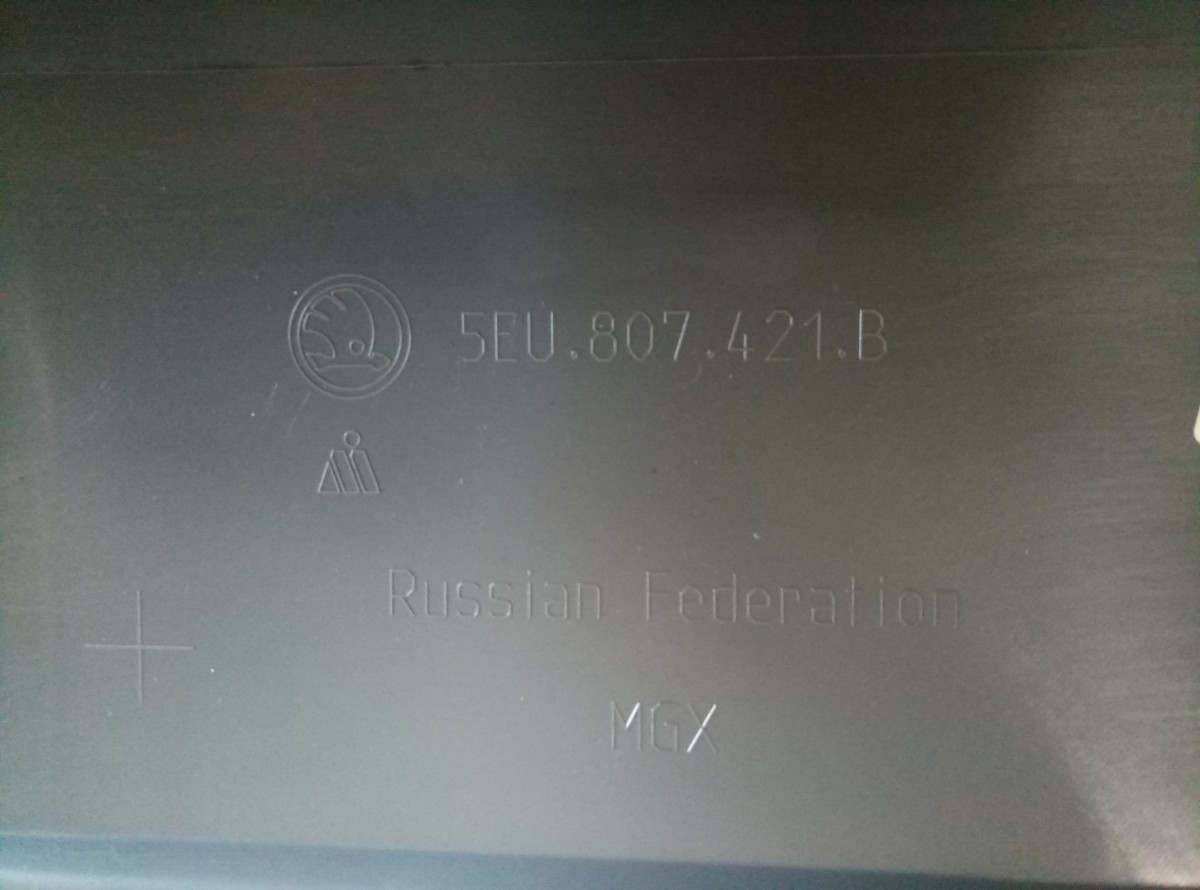 5EU.807.421.B
Russian Federation
MGX